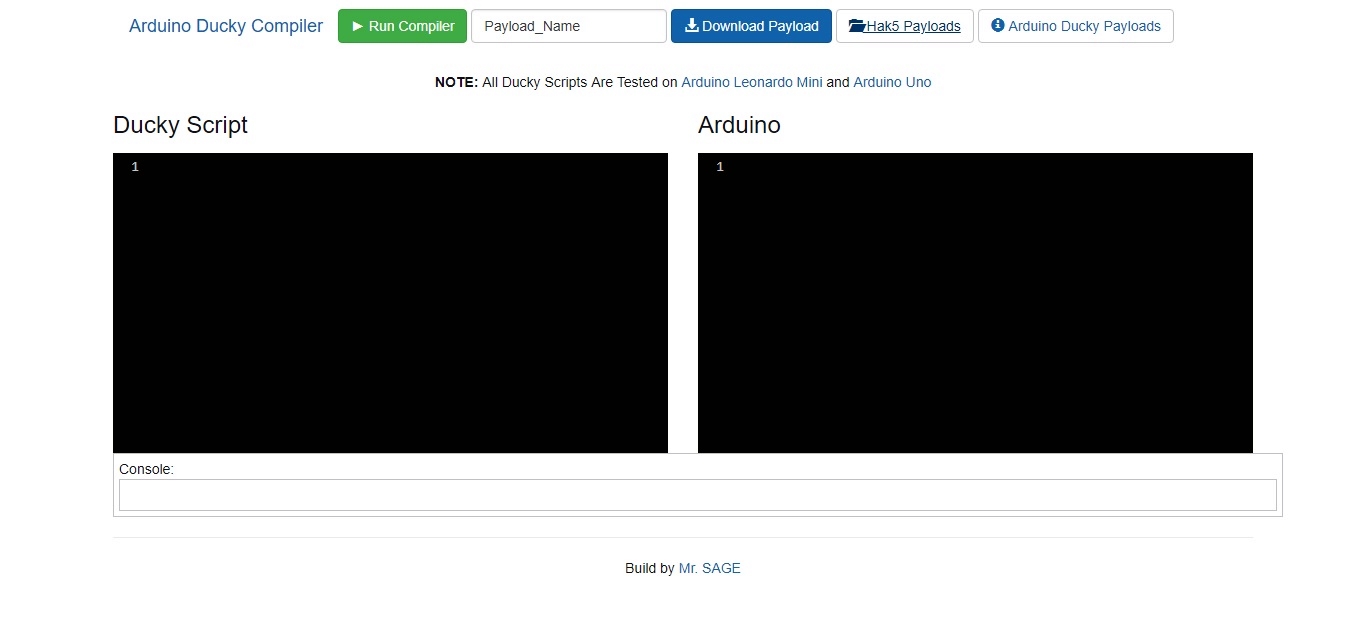 Arduino Ducky Compiler Run Compiler Payload_Name Download Payload Hak5 Payloads Arduino Ducky Payloads
NOTE: All Ducky Scripts Are Tested on Arduino Leonardo Mini and Arduino Uno
Ducky Script
Arduino
1
1
Console:
Build by Mr. SAGE